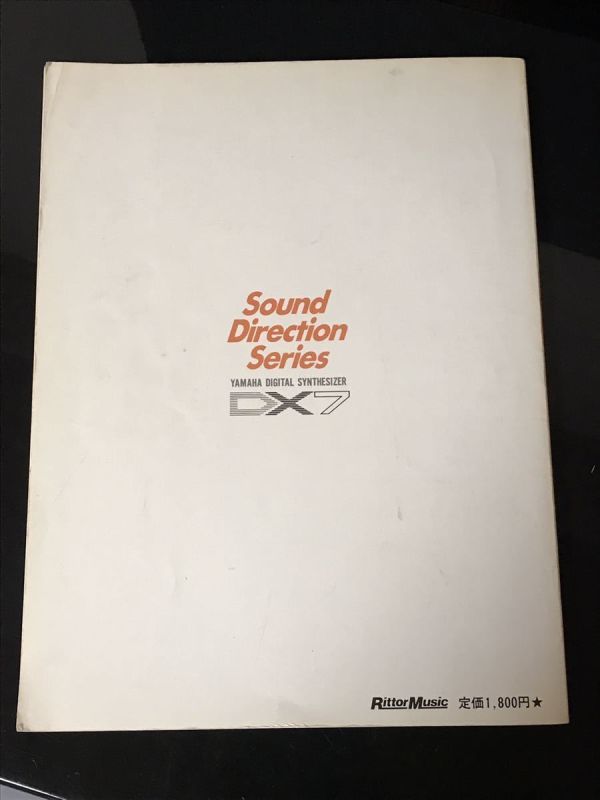 Sound
Direction
Series
YAMAHA DIGITAL SYNTHESIZER
DX7
RittorMusic 定価1,800円★